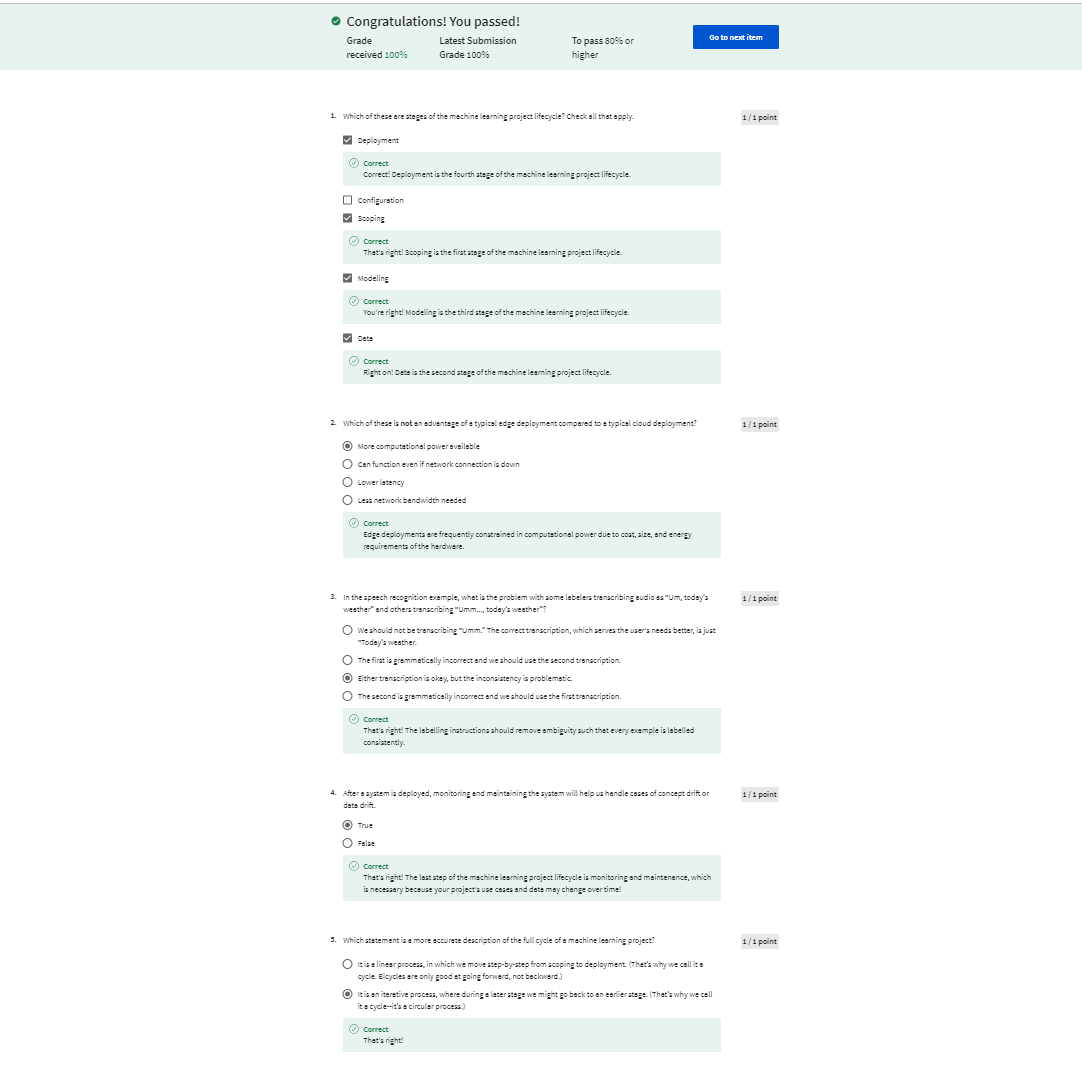 Congratulations! You passed!
Grade
received 100%
Latest Submission
Grade 100%
To pass 80% or
higher
Go to next item
1. Which of these are stages of the machine learning project lifecycle? Check all that apply.
1 / 1 point
Deployment
Correct
Correct! Deployment is the fourth stage of the machine learning project lifecycle.
Configuration
Scoping
Correct
That's right! Scoping is the first stage of the machine learning project lifecycle.
Modeling
Correct
You're right! Modeling is the third stage of the machine learning project lifecycle.
Data
Correct
Right on! Data is the second stage of the machine learning project lifecycle.
2. Which of these is not an advantage of a typical edge deployment compared to a typical cloud deployment?
1 / 1 point
More computational power available
Can function even if network connection is down
Lower latency
Less network bandwidth needed
Correct
Edge deployments are frequently constrained in computational power due to cost, size, and energy
requirements of the hardware.
3. In the speech recognition example, what is the problem with some labelers transcribing audio as "Um, today's
weather" and others transcribing "Umm..., today's weather"?
1 / 1 point
We should not be transcribing "Umm." The correct transcription, which serves the user's needs better, is just
"Today's weather.
The first is grammatically incorrect and we should use the second transcription.
Either transcription is okay, but the inconsistency is problematic.
The second is grammatically incorrect and we should use the first transcription.
Correct
That's right! The labelling instructions should remove ambiguity such that every example is labelled
consistently.
4. After a system is deployed, monitoring and maintaining the system will help us handle cases of concept drift or
data drift.
1 / 1 point
True
False
Correct
That's right! The last step of the machine learning project lifecycle is monitoring and maintenance, which
is necessary because your project's use cases and data may change over time!
5. Which statement is a more accurate description of the full cycle of a machine learning project?
1 / 1 point
It is a linear process, in which we move step-by-step from scoping to deployment. (That's why we call it a
cycle. Bicycles are only good at going forward, not backward.)
It is an iterative process, where during a later stage we might go back to an earlier stage. (That's why we call
it a cycle--it's a circular process.)
Correct
That's right!